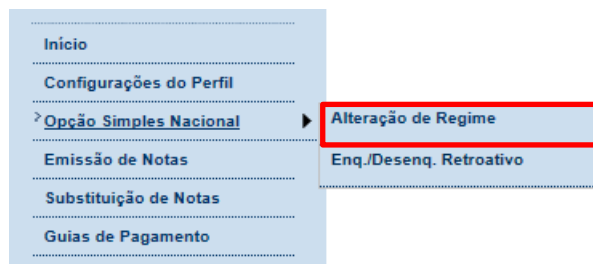 Início
Configurações do Perfil
Opção Simples Nacional
Alteração de Regime
Enq./Desenq. Retroativo
Emissão de Notas
Substituição de Notas
Guias de Pagamento